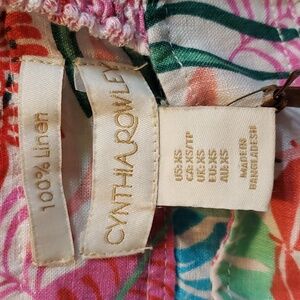 100% Linen
CYNTHIA ROWLEY
US: XS
CA: XS/TP
UK: XS
EU: XS
AU: XS
MADE IN
BANGLADESH